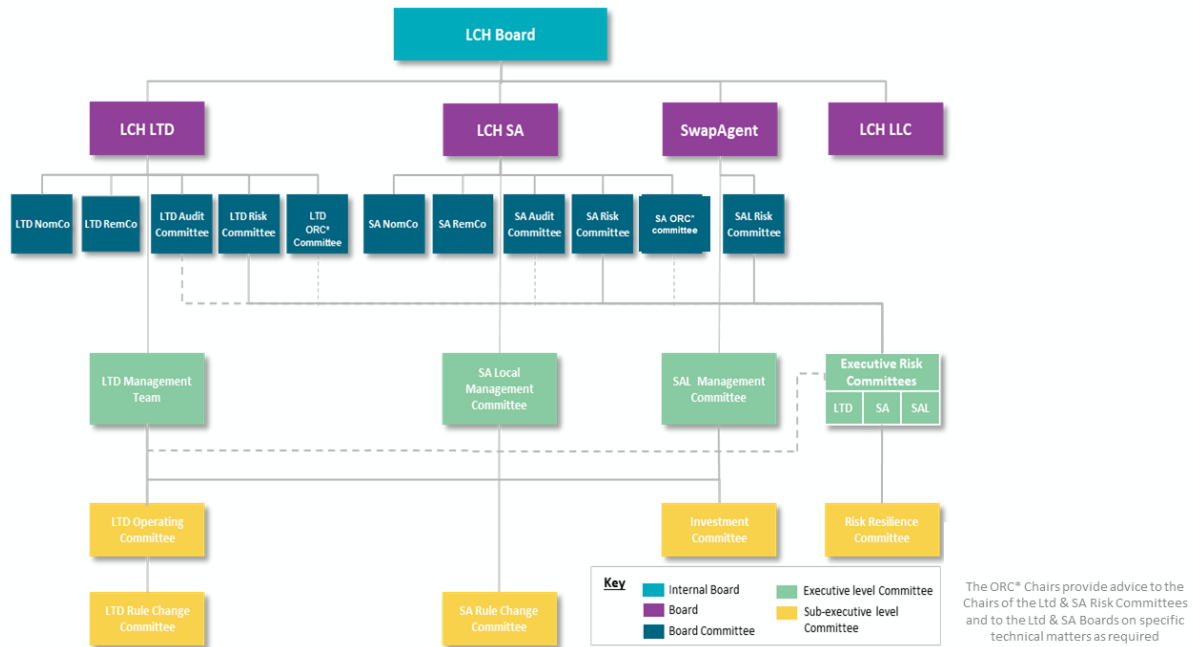 LCH Board
LCH LTD
LCH SA
SwapAgent
LCH LLC
LTD NomCo
LTD RemCo
LTD Audit
Committee
LTD Risk
Committee
LTD
ORC*
Committee
SA NomCo
SA RemCo
SA Audit
Committee
SA Risk
Committee
SA ORC*
committee
SAL Risk
Committee
LTD Management
Team
SA Local
Management
Committee
SAL Management
Committee
Executive Risk
Committees
LTD
SA
SAL
LTD Operating
Committee
Investment
Committee
Risk Resilience
Committee
LTD Rule Change
Committee
SA Rule Change
Committee
Key
Internal Board
Board
Board Committee
Executive level Committee
Sub-executive level
Committee
The ORC* Chairs provide advice to the
Chairs of the Ltd & SA Risk Committees
and to the Ltd & SA Boards on specific
technical matters as required